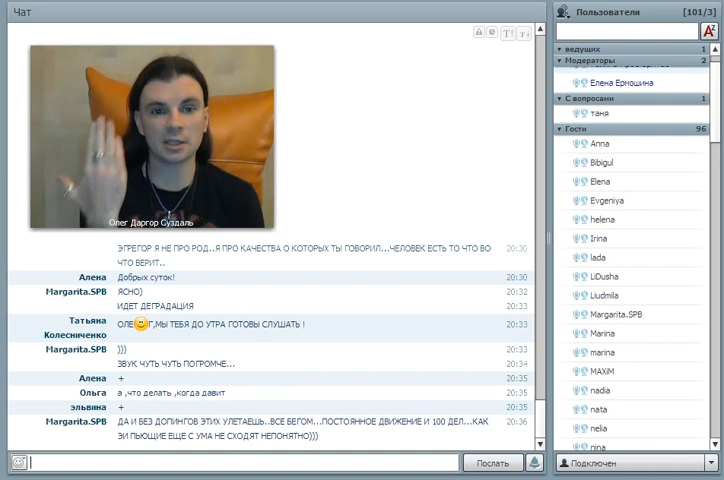 Чат
Пользователи [101/3]
ведущих 1
Модераторы 2
Елена Ермошина
С вопросами 1
таня
Гости 96
Anna
Bibigul
Elena
Evgeniya
helena
Irina
lada
LiDusha
Liudmila
Margarita.SPB
Marina
marina
MAXiM
nadia
nata
nelia
nina
Подключен
Олег Даргор Суздаль
ЭГРЕГОР Я НЕ ПРО РОД..Я ПРО КАЧЕСТВА О КОТОРЫХ ТЫ ГОВОРИЛ...ЧЕЛОВЕК ЕСТЬ ТО ЧТО ВО 20:30
ЧТО ВЕРИТ..
Алена Добрых суток! 20:30
Margarita.SPB ЯСНО) 20:32
ИДЕТ ДЕГРАДАЦИЯ 20:33
Татьяна Колесниченко ОЛЕГ,МЫ ТЕБЯ ДО УТРА ГОТОВЫ СЛУШАТЬ ! 20:33
Margarita.SPB ))) 20:33
ЗВУК ЧУТЬ ЧУТЬ ПОГРОМЧЕ... 20:34
Алена + 20:35
Ольга а ,что делать ,когда давит 20:35
эльвина + 20:35
Margarita.SPB ДА И БЕЗ ДОПИНГОВ ЭТИХ УЛЕТАЕШЬ..ВСЕ БЕГОМ...ПОСТОЯННОЕ ДВИЖЕНИЕ И 100 ДЕЛ...КАК 20:36
ЭИ ПЬЮЩИЕ ЕЩЕ С УМА НЕ СХОДЯТ НЕПОНЯТНО)))
Послать